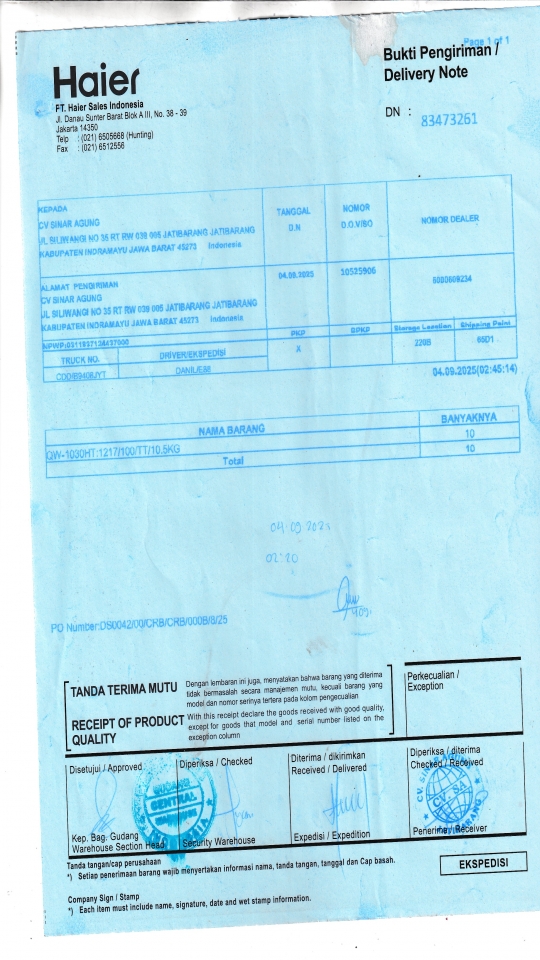 Page 1 of 1
Bukti Pengiriman /
Delivery Note
Haier
PT. Haier Sales Indonesia
Jl. Danau Sunter Barat Blok A III, No. 38 - 39
Jakarta 14350
Telp : (021) 6505668 (Hunting)
Fax : (021) 6512556
DN : 83473261
KEPADA
CV SINAR AGUNG
JL SILIWANGI NO 35 RT RW 039 005 JATIBARANG JATIBARANG
KABUPATEN INDRAMAYU JAWA BARAT 45273 Indonesia
TANGGAL
D.N
NOMOR
D.O.V/SO
NOMOR DEALER
ALAMAT PENGIRIMAN
CV SINAR AGUNG
JL SILIWANGI NO 35 RT RW 039 005 JATIBARANG JATIBARANG
KABUPATEN INDRAMAYU JAWA BARAT 45273 Indonesia
04.09.2025
10525906
PKP
Storage Location
Shipping Point
X
220B
65D1
TRUCK NO.
DRIVER/EKSPEDISI
04.09.2025(02:45:14)
NAMA BARANG
BANYAKNYA
QW-1030HT:1217/100/TT/10.5KG
10
Total
10
02:20
PO Number:DS0042/00/CRB/CRB/000B/8/25
TANDA TERIMA MUTU
Dengan lembaran ini juga, menyatakan bahwa barang yang diterima
tidak bermasalah secara manajemen mutu, kecuali barang yang
model dan nomor serinya tertera pada kolom pengecualian
RECEIPT OF PRODUCT
QUALITY
With this receipt declare the goods received with good quality,
except for goods that model and serial number listed on the
exception column
Perkecualian /
Exception
Disetujui / Approved
Diperiksa / Checked
Diterima / dikirimkan
Received / Delivered
Diperiksa / diterima
Checked / Received
GUDANG
CENTRAL
Kep. Bag. Gudang
Warehouse Section Head
Security Warehouse
Expedisi / Expedition
Penerima / Receiver
Tanda tangan/cap perusahaan
*) Setiap penerimaan barang wajib menyertakan informasi nama, tanda tangan, tanggal dan Cap basah.
EKSPEDISI
Company Sign / Stamp
*) Each item must include name, signature, date and wet stamp information.